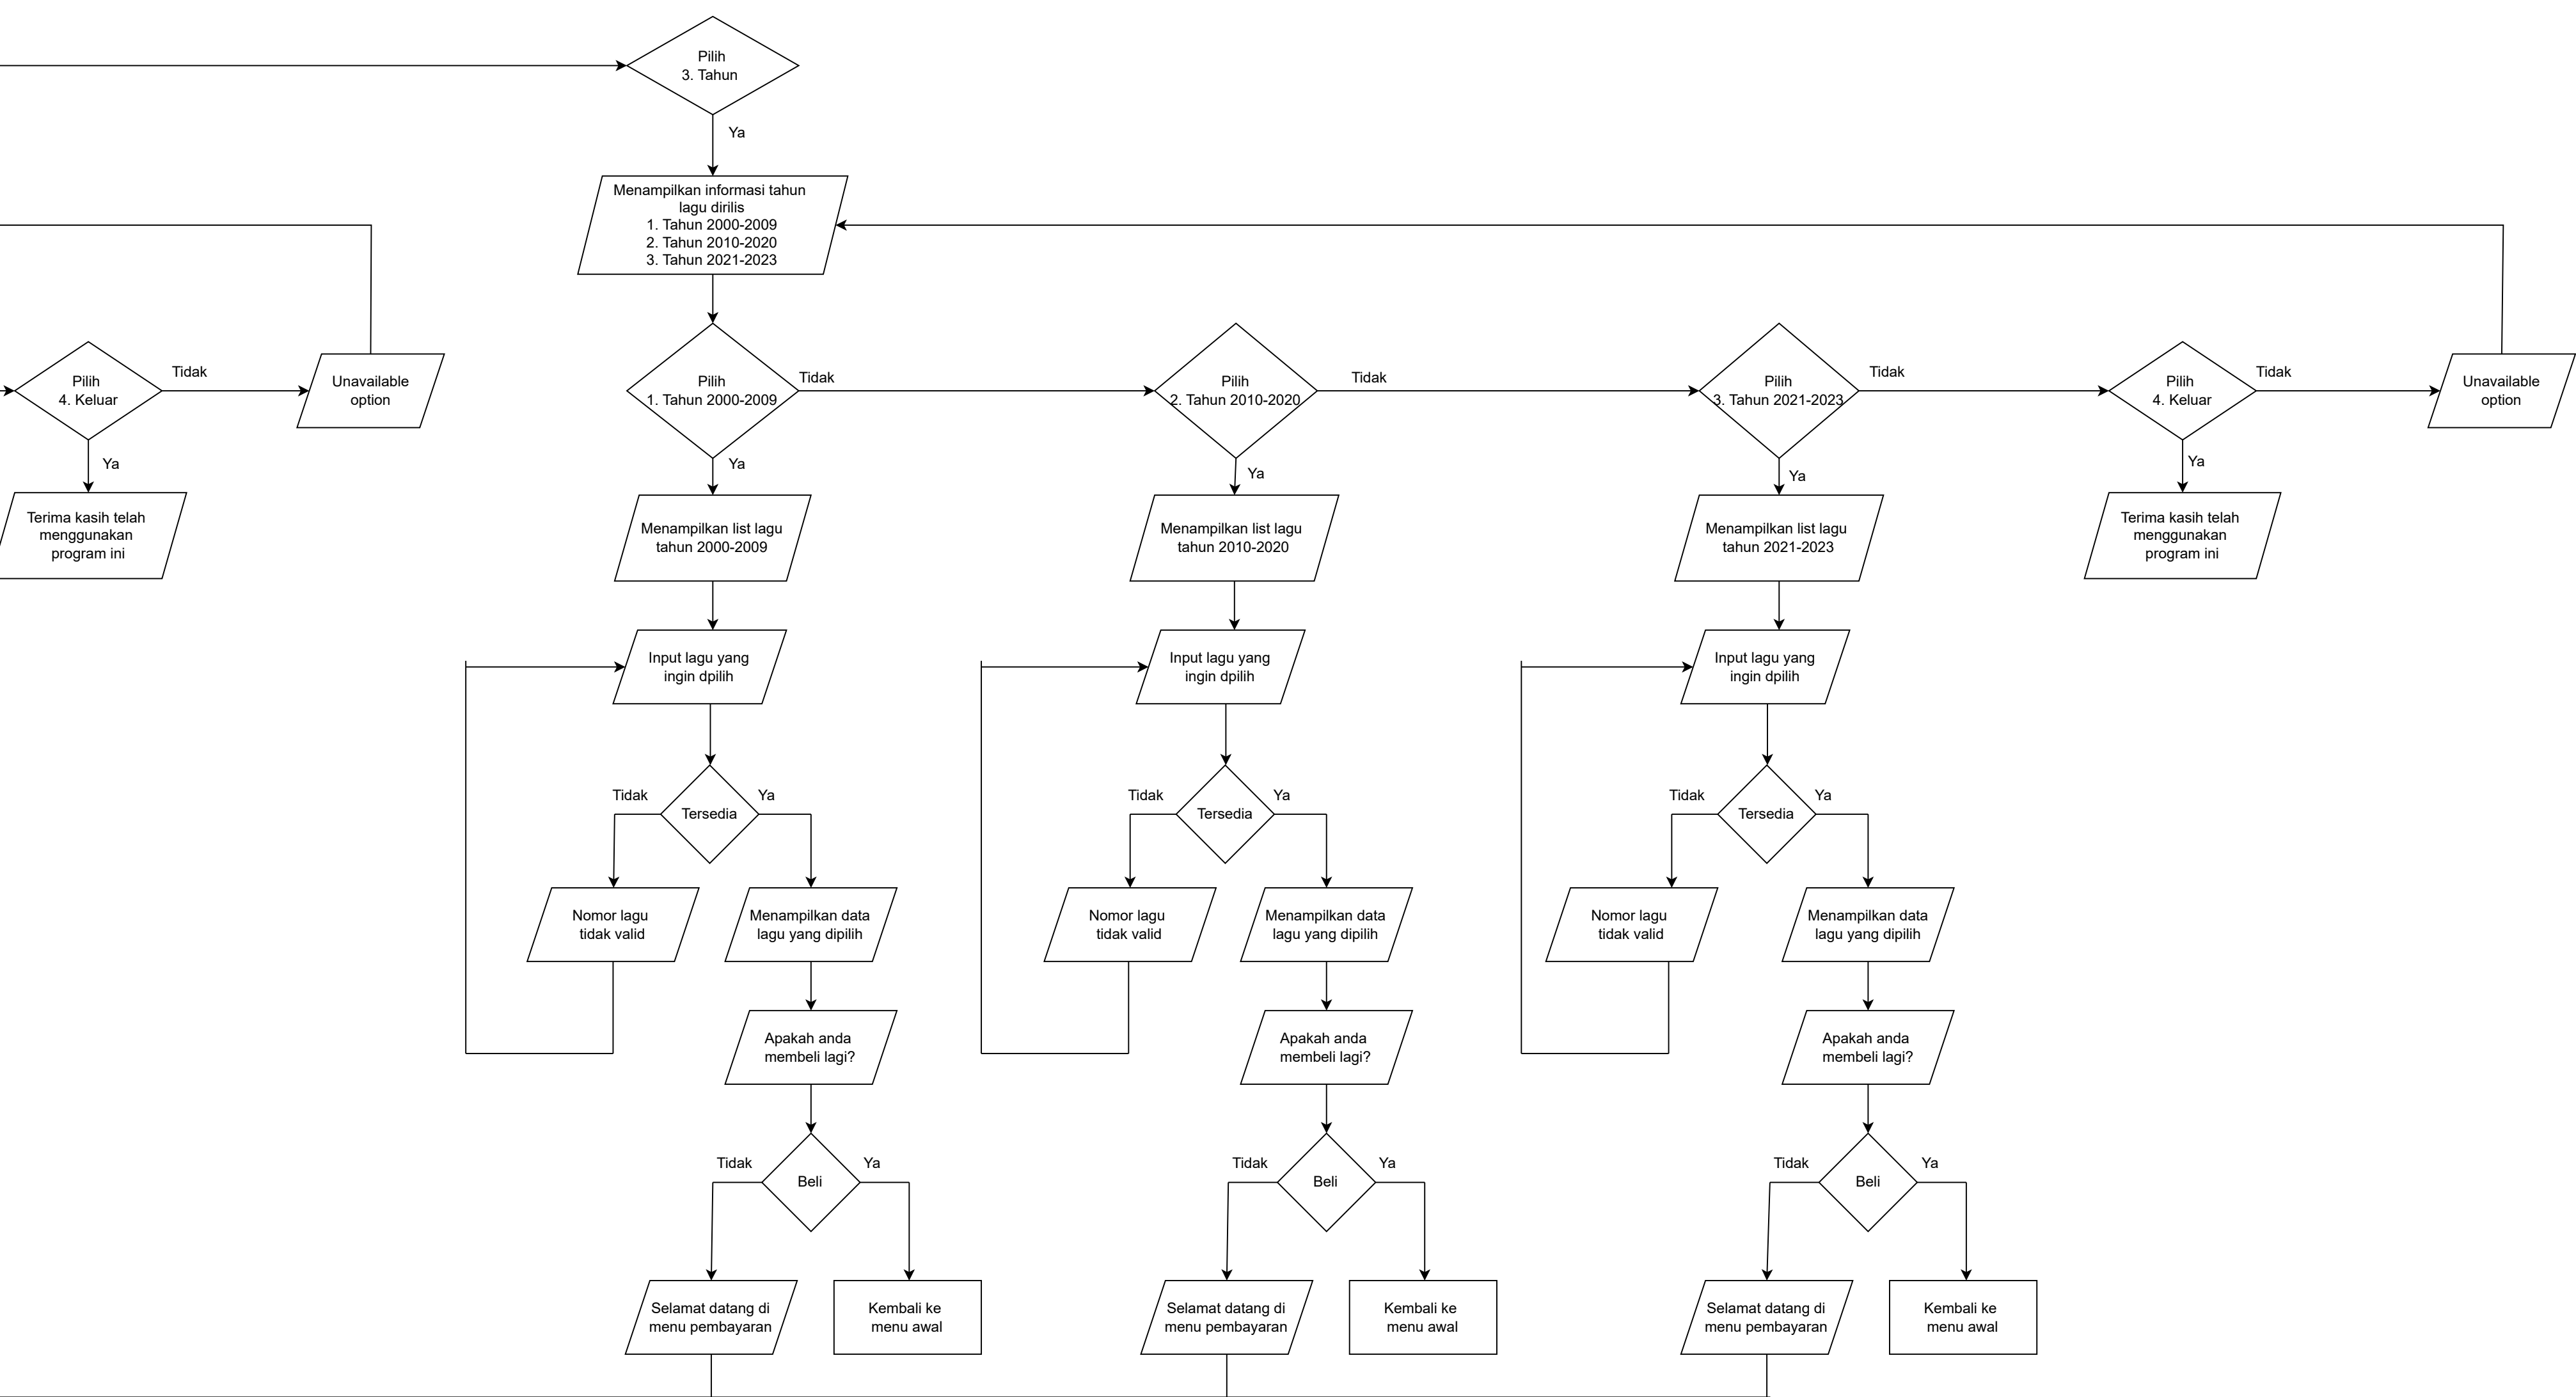 Pilih
3. Tahun
Ya
Menampilkan informasi tahun
lagu dirilis
1. Tahun 2000-2009
2. Tahun 2010-2020
3. Tahun 2021-2023
Pilih
4. Keluar
Tidak
Unavailable
option
Ya
Terima kasih telah
menggunakan
program ini
Pilih
1. Tahun 2000-2009
Tidak
Pilih
2. Tahun 2010-2020
Tidak
Pilih
3. Tahun 2021-2023
Tidak
Pilih
4. Keluar
Tidak
Unavailable
option
Ya
Ya
Ya
Ya
Menampilkan list lagu
tahun 2000-2009
Menampilkan list lagu
tahun 2010-2020
Menampilkan list lagu
tahun 2021-2023
Terima kasih telah
menggunakan
program ini
Input lagu yang
ingin dpilih
Input lagu yang
ingin dpilih
Input lagu yang
ingin dpilih
Tidak
Tersedia
Ya
Tidak
Tersedia
Ya
Tidak
Tersedia
Ya
Nomor lagu
tidak valid
Menampilkan data
lagu yang dipilih
Nomor lagu
tidak valid
Menampilkan data
lagu yang dipilih
Nomor lagu
tidak valid
Menampilkan data
lagu yang dipilih
Apakah anda
membeli lagi?
Apakah anda
membeli lagi?
Apakah anda
membeli lagi?
Tidak
Beli
Ya
Tidak
Beli
Ya
Tidak
Beli
Ya
Selamat datang di
menu pembayaran
Kembali ke
menu awal
Selamat datang di
menu pembayaran
Kembali ke
menu awal
Selamat datang di
menu pembayaran
Kembali ke
menu awal